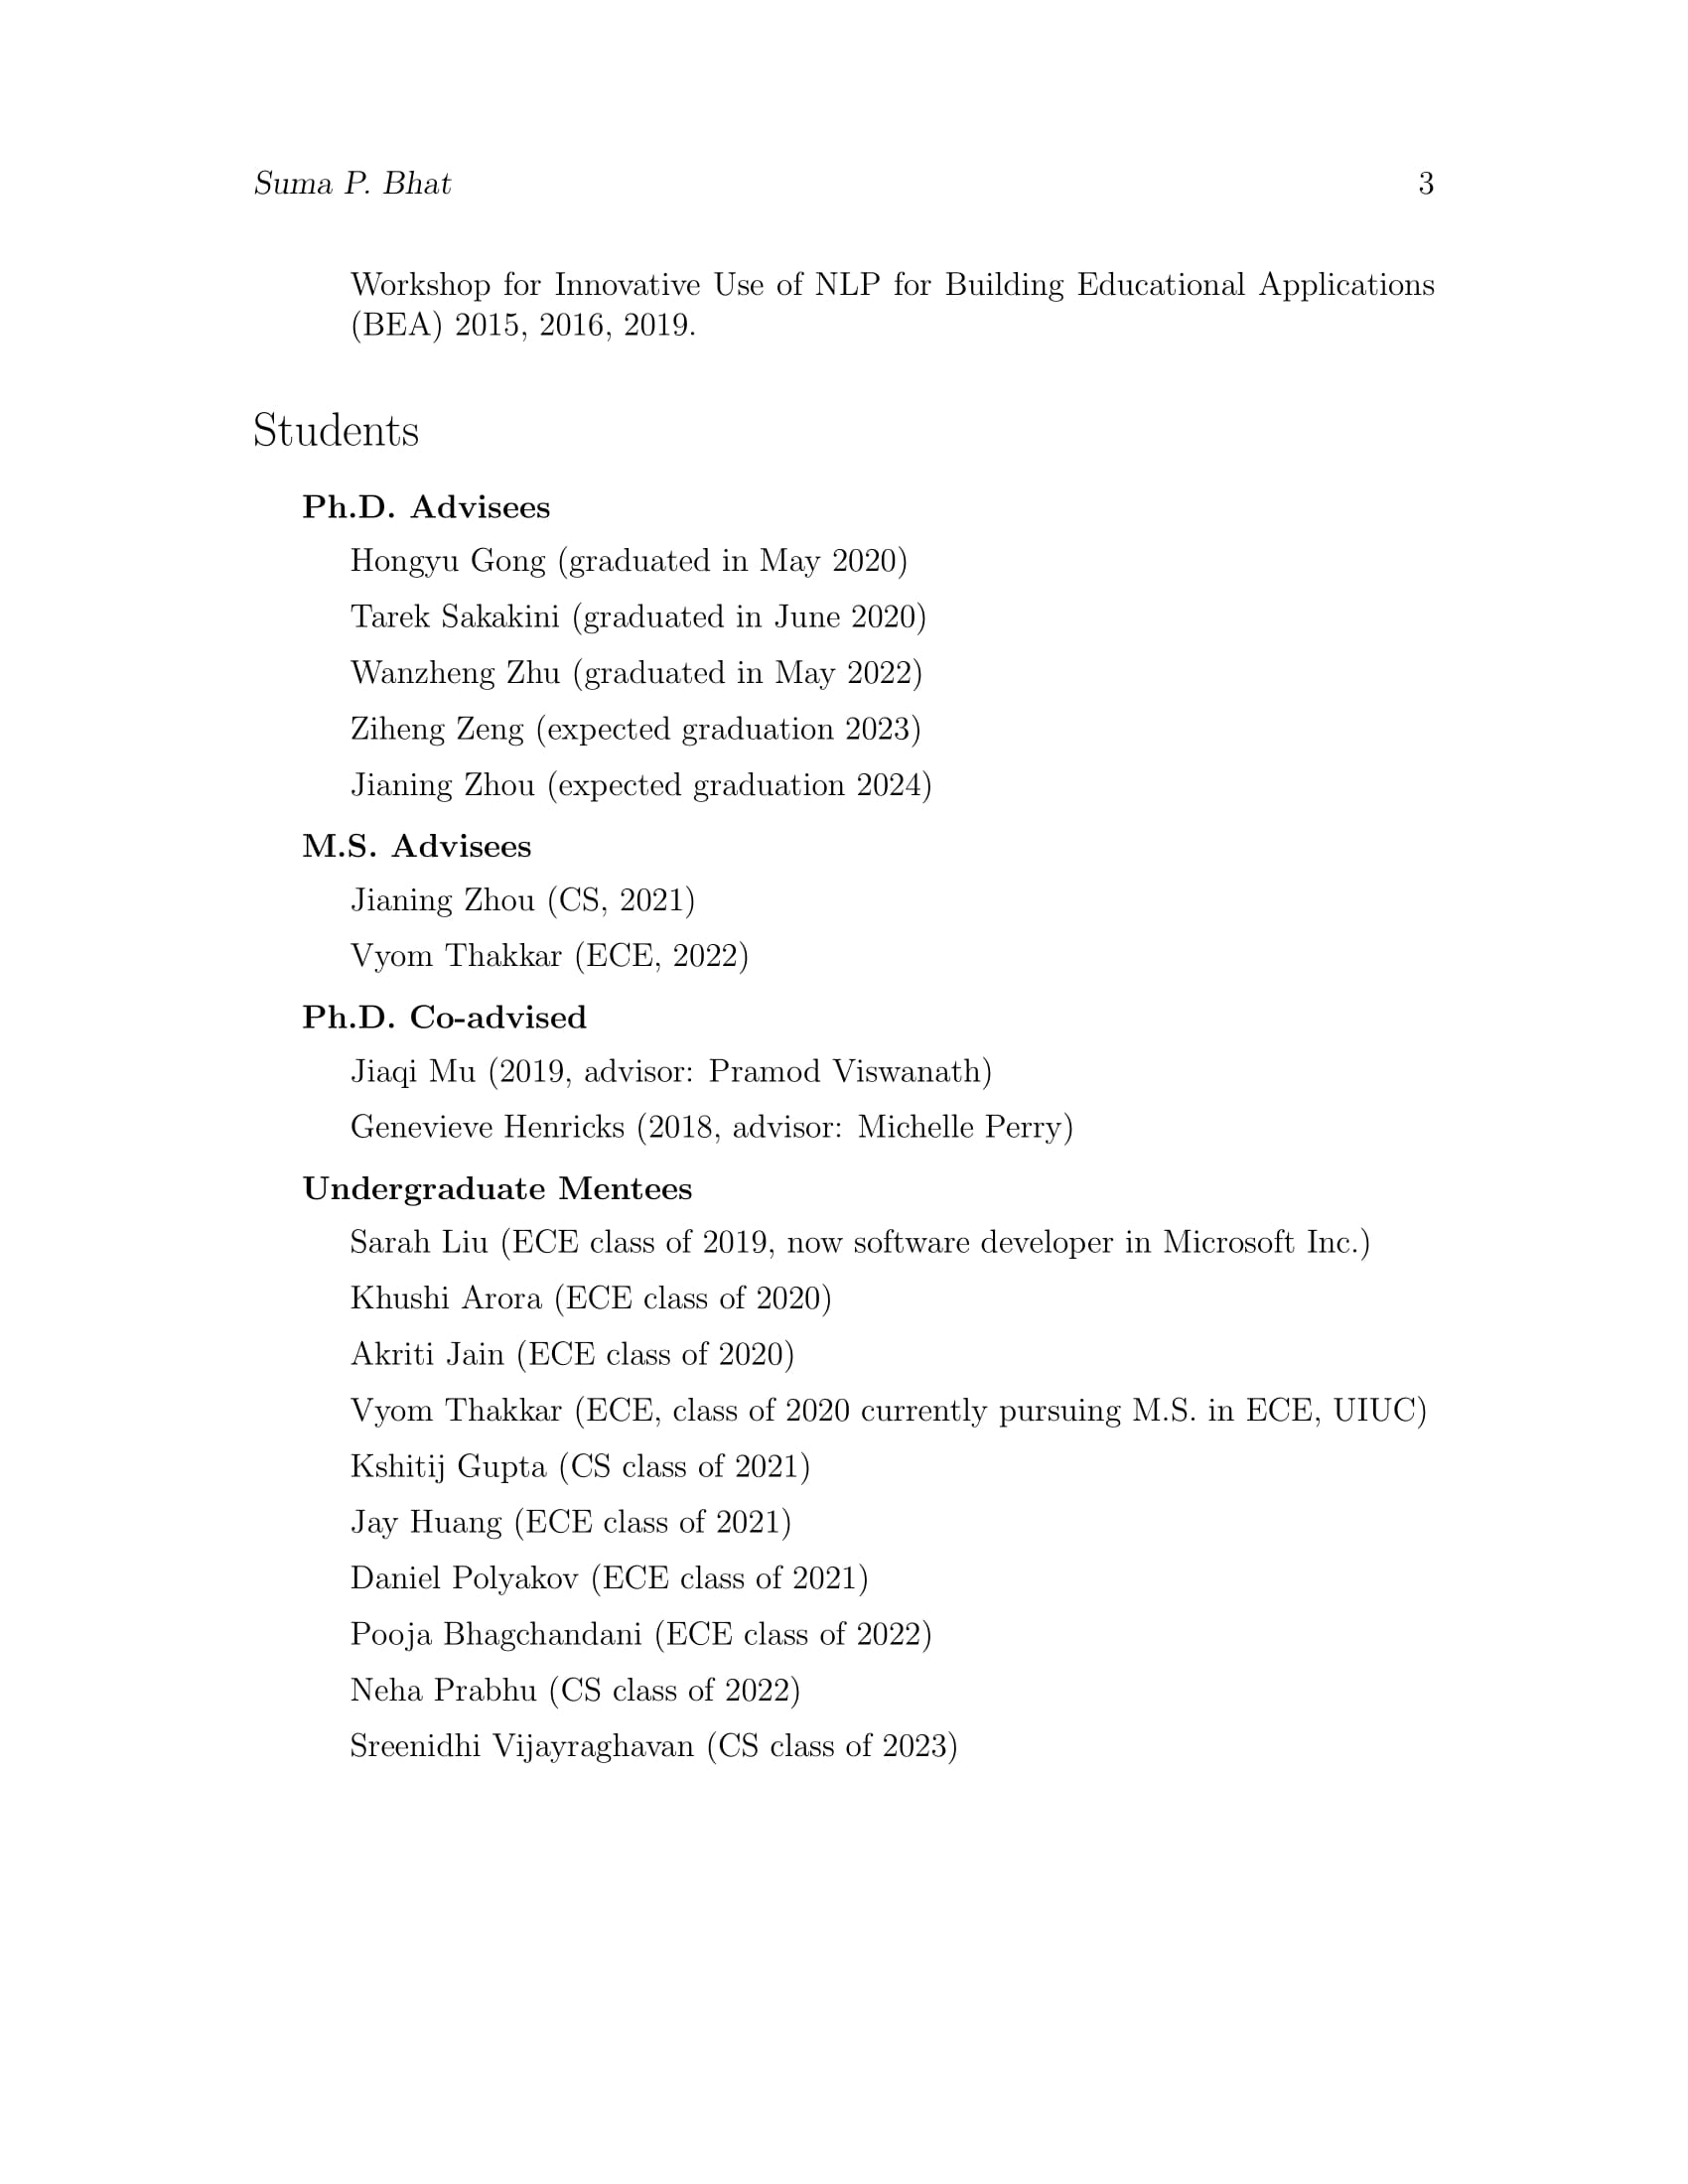 Suma P. Bhat 3
Workshop for Innovative Use of NLP for Building Educational Applications
(BEA) 2015, 2016, 2019.
Students
Ph.D. Advisees
Hongyu Gong (graduated in May 2020)
Tarek Sakakini (graduated in June 2020)
Wanzheng Zhu (graduated in May 2022)
Ziheng Zeng (expected graduation 2023)
Jianing Zhou (expected graduation 2024)
M.S. Advisees
Jianing Zhou (CS, 2021)
Vyom Thakkar (ECE, 2022)
Ph.D. Co-advised
Jiaqi Mu (2019, advisor: Pramod Viswanath)
Genevieve Henricks (2018, advisor: Michelle Perry)
Undergraduate Mentees
Sarah Liu (ECE class of 2019, now software developer in Microsoft Inc.)
Khushi Arora (ECE class of 2020)
Akriti Jain (ECE class of 2020)
Vyom Thakkar (ECE, class of 2020 currently pursuing M.S. in ECE, UIUC)
Kshitij Gupta (CS class of 2021)
Jay Huang (ECE class of 2021)
Daniel Polyakov (ECE class of 2021)
Pooja Bhagchandani (ECE class of 2022)
Neha Prabhu (CS class of 2022)
Sreenidhi Vijayraghavan (CS class of 2023)